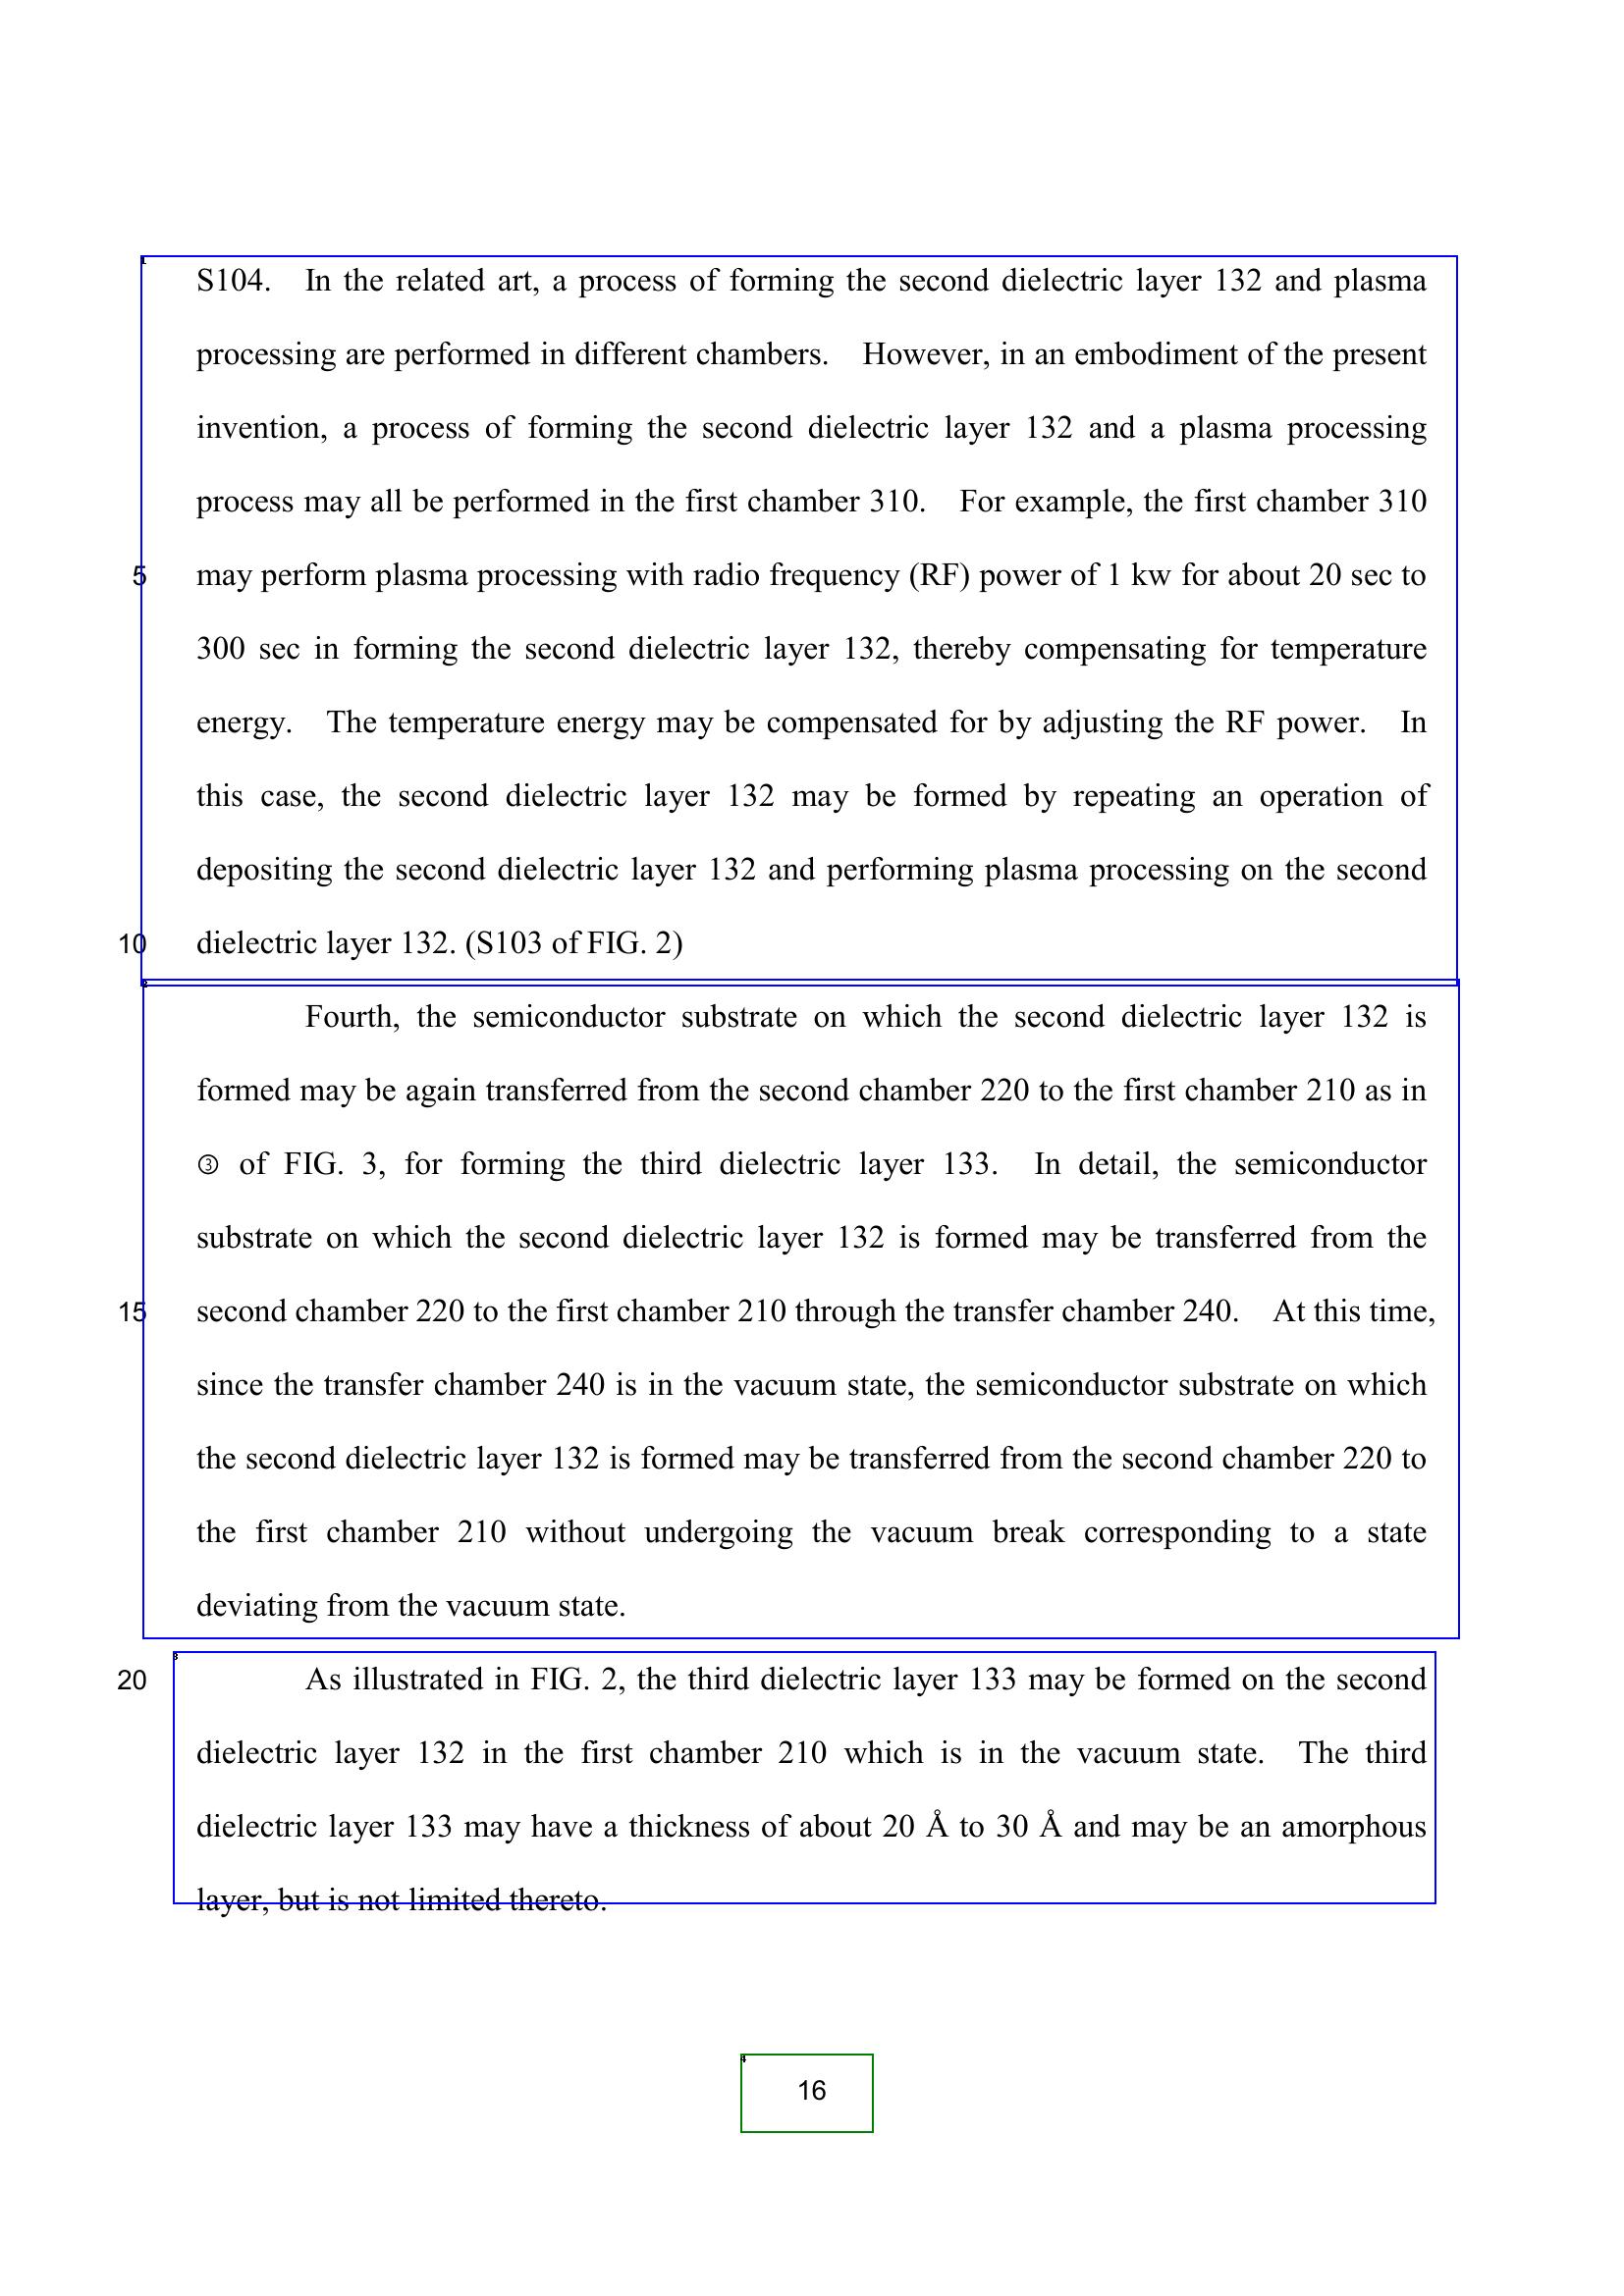 S104. In the related art, a process of forming the second dielectric layer 132 and plasma
processing are performed in different chambers. However, in an embodiment of the present
invention, a process of forming the second dielectric layer 132 and a plasma processing
process may all be performed in the first chamber 310. For example, the first chamber 310
5 may perform plasma processing with radio frequency (RF) power of 1 kw for about 20 sec to
300 sec in forming the second dielectric layer 132, thereby compensating for temperature
energy. The temperature energy may be compensated for by adjusting the RF power. In
this case, the second dielectric layer 132 may be formed by repeating an operation of
depositing the second dielectric layer 132 and performing plasma processing on the second
10 dielectric layer 132. (S103 of FIG. 2)
Fourth, the semiconductor substrate on which the second dielectric layer 132 is
formed may be again transferred from the second chamber 220 to the first chamber 210 as in
③ of FIG. 3, for forming the third dielectric layer 133. In detail, the semiconductor
substrate on which the second dielectric layer 132 is formed may be transferred from the
15 second chamber 220 to the first chamber 210 through the transfer chamber 240. At this time,
since the transfer chamber 240 is in the vacuum state, the semiconductor substrate on which
the second dielectric layer 132 is formed may be transferred from the second chamber 220 to
the first chamber 210 without undergoing the vacuum break corresponding to a state
deviating from the vacuum state.
20 As illustrated in FIG. 2, the third dielectric layer 133 may be formed on the second
dielectric layer 132 in the first chamber 210 which is in the vacuum state. The third
dielectric layer 133 may have a thickness of about 20 Å to 30 Å and may be an amorphous
layer, but is not limited thereto.
16